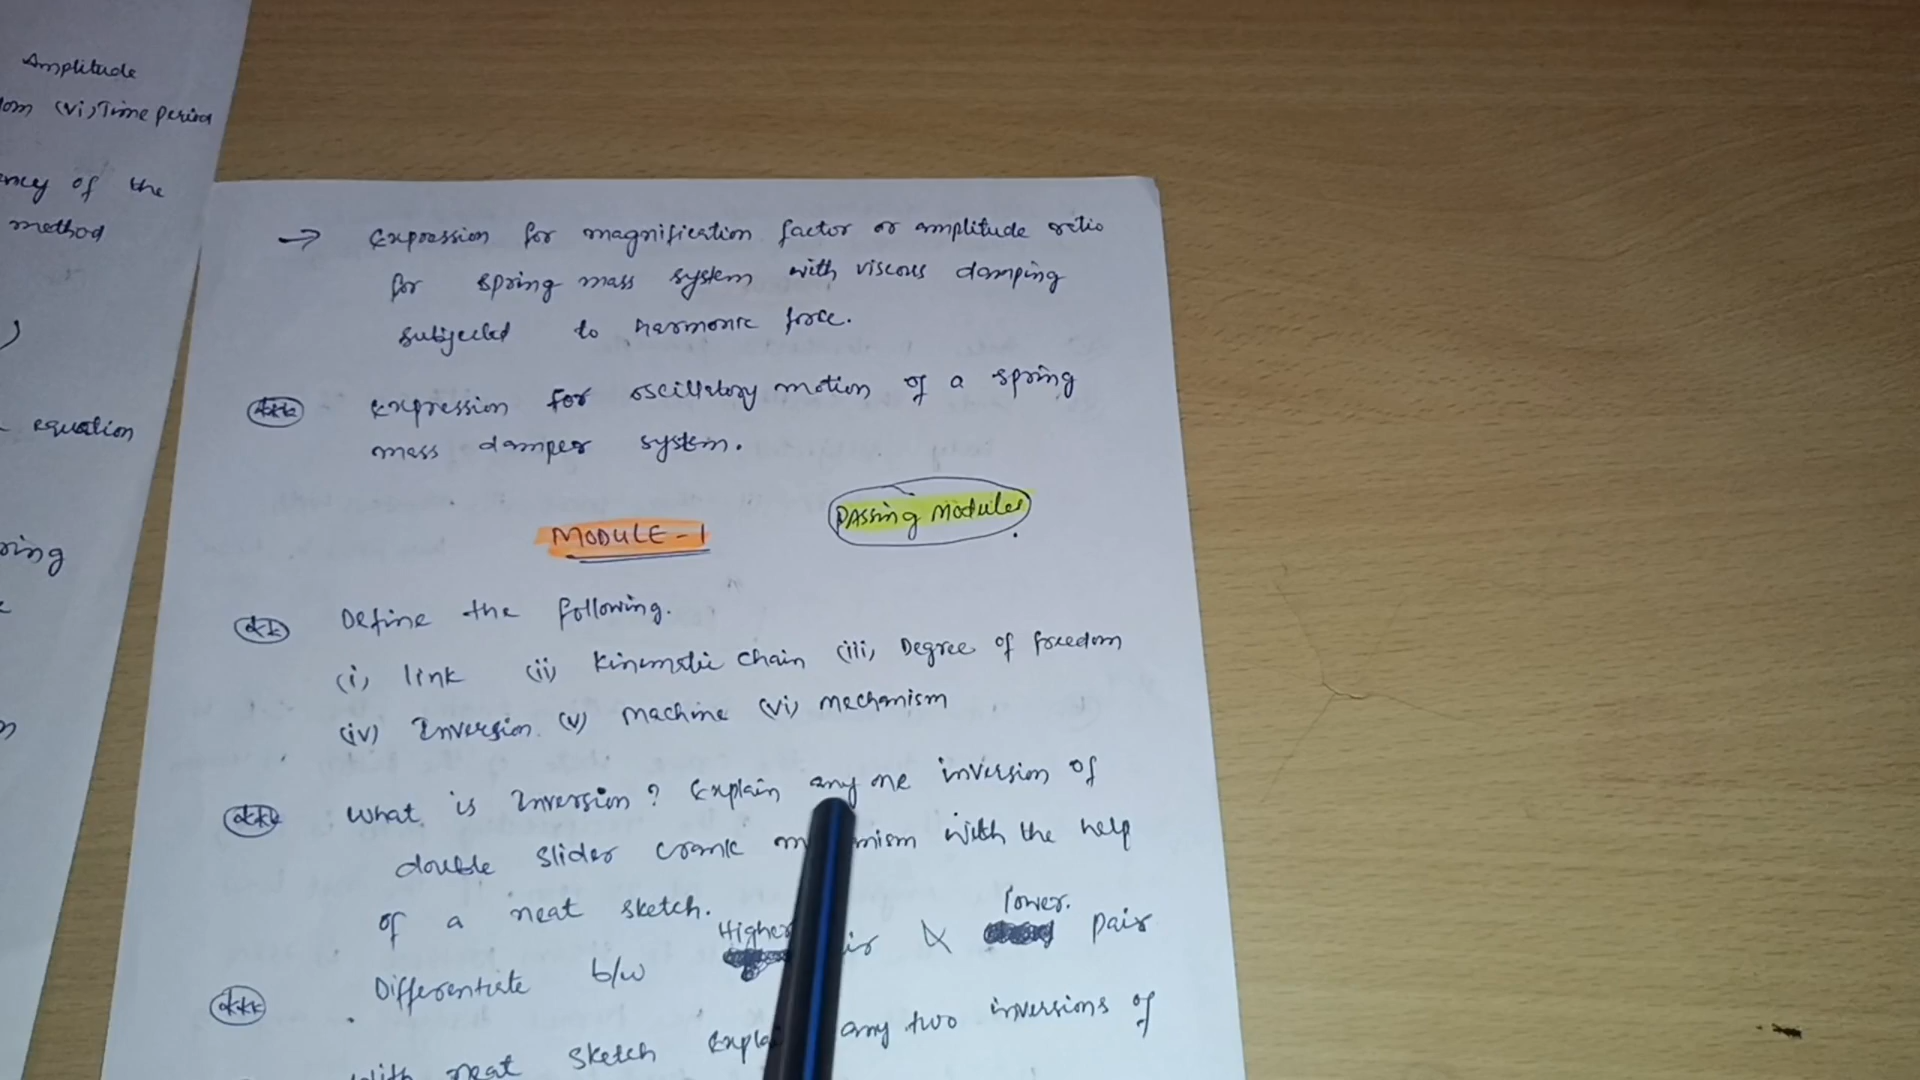 Amplitude
(vi) Time period
of the
method
equation
→ Expression for magnification factor or amplitude ratio
for spring mass system with viscous damping
subjected to harmonic force.
Expression for oscillatory motion of a spring
mass damper system.
MODULE - 1
PASSing Modules
Define the following.
(i) link (ii) Kinematic chain (iii) Degree of freedom
(iv) Inversion (v) Machine (vi) mechanism
What is Inversion? Explain any one inversion of
double slider crank with the help
of a neat sketch.
Differentiate b/w Higher & lower. pair
With neat sketch any two inversions of